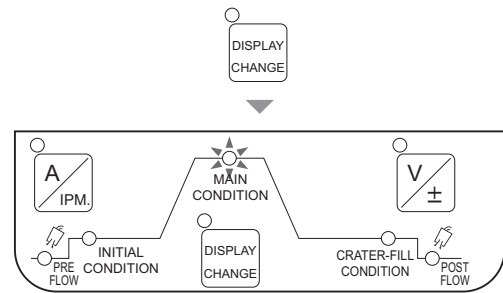 DISPLAY
CHANGE
A
IPM.
MAIN
CONDITION
V
±
INITIAL
CONDITION
DISPLAY
CHANGE
CRATER-FILL
CONDITION
PRE
FLOW
POST
FLOW